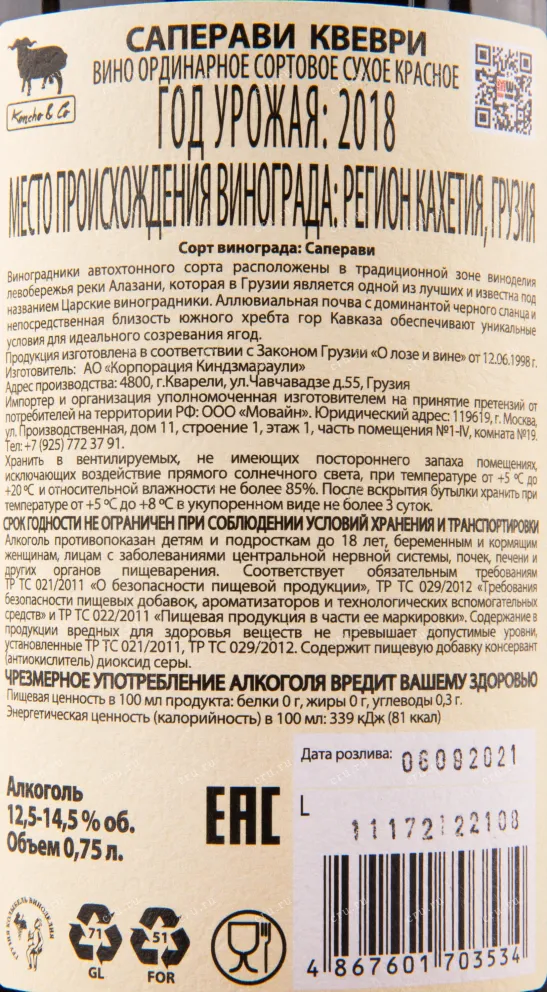 САПЕРАВИ КВЕВРИ
ВИНО ОРДИНАРНОЕ СОРТОВОЕ СУХОЕ КРАСНОЕ
Koncho & Co
ГОД УРОЖАЯ: 2018
МЕСТО ПРОИСХОЖДЕНИЯ ВИНОГРАДА: РЕГИОН КАХЕТИЯ, ГРУЗИЯ
Сорт винограда: Саперави
Виноградники автохтонного сорта расположены в традиционной зоне виноделия
левобережья реки Алазани, которая в Грузии является одной из лучших и известна под
названием Царские виноградники. Аллювиальная почва с доминантой черного сланца и
непосредственная близость южного хребта гор Кавказа обеспечивают уникальные
условия для идеального созревания ягод.
Продукция изготовлена в соответствии с Законом Грузии «О лозе и вине» от 12.06.1998 г.
Изготовитель: АО «Корпорация Киндзмараули»
Адрес производства: 4800, г.Кварели, ул.Чавчавадзе д.55, Грузия
Импортер и организация уполномоченная изготовителем на принятие претензий от
потребителей на территории РФ: ООО «Мовайн». Юридический адрес: 119619, г. Москва,
ул. Производственная, дом 11, строение 1, этаж 1, часть помещения №1-IV, комната №19.
Тел: +7 (925) 772 37 91.
Хранить в вентилируемых, не имеющих постороннего запаха помещениях,
исключающих воздействие прямого солнечного света, при температуре от +5 ºС до
+20 ºС и относительной влажности не более 85%. После вскрытия бутылки хранить при
температуре от +5 ºС до +8 ºС в укупоренном виде не более 3 суток.
СРОК ГОДНОСТИ НЕ ОГРАНИЧЕН ПРИ СОБЛЮДЕНИИ УСЛОВИЙ ХРАНЕНИЯ И ТРАНСПОРТИРОВКИ
Алкоголь противопоказан детям и подросткам до 18 лет, беременным и кормящим
женщинам, лицам с заболеваниями центральной нервной системы, почек, печени и
других органов пищеварения. Соответствует обязательным требованиям
ТР ТС 021/2011 «О безопасности пищевой продукции», ТР ТС 029/2012 «Требования
безопасности пищевых добавок, ароматизаторов и технологических вспомогательных
средств» и ТР ТС 022/2011 «Пищевая продукция в части ее маркировки». Содержание в
продукции вредных для здоровья веществ не превышает допустимые уровни,
установленные ТР ТС 021/2011, ТР ТС 029/2012. Содержит пищевую добавку консервант
(антиокислитель) диоксид серы.
ЧРЕЗМЕРНОЕ УПОТРЕБЛЕНИЕ АЛКОГОЛЯ ВРЕДИТ ВАШЕМУ ЗДОРОВЬЮ
Пищевая ценность в 100 мл продукта: белки 0 г, жиры 0 г, углеводы 0,3 г.
Энергетическая ценность (калорийность) в 100 мл: 339 кДж (81 ккал)
Дата розлива: 06092021
Алкоголь
12,5-14,5 % об.
Объем 0,75 л.
EAC
L
11172122108
71
GL
51
FOR
4 867601 703534